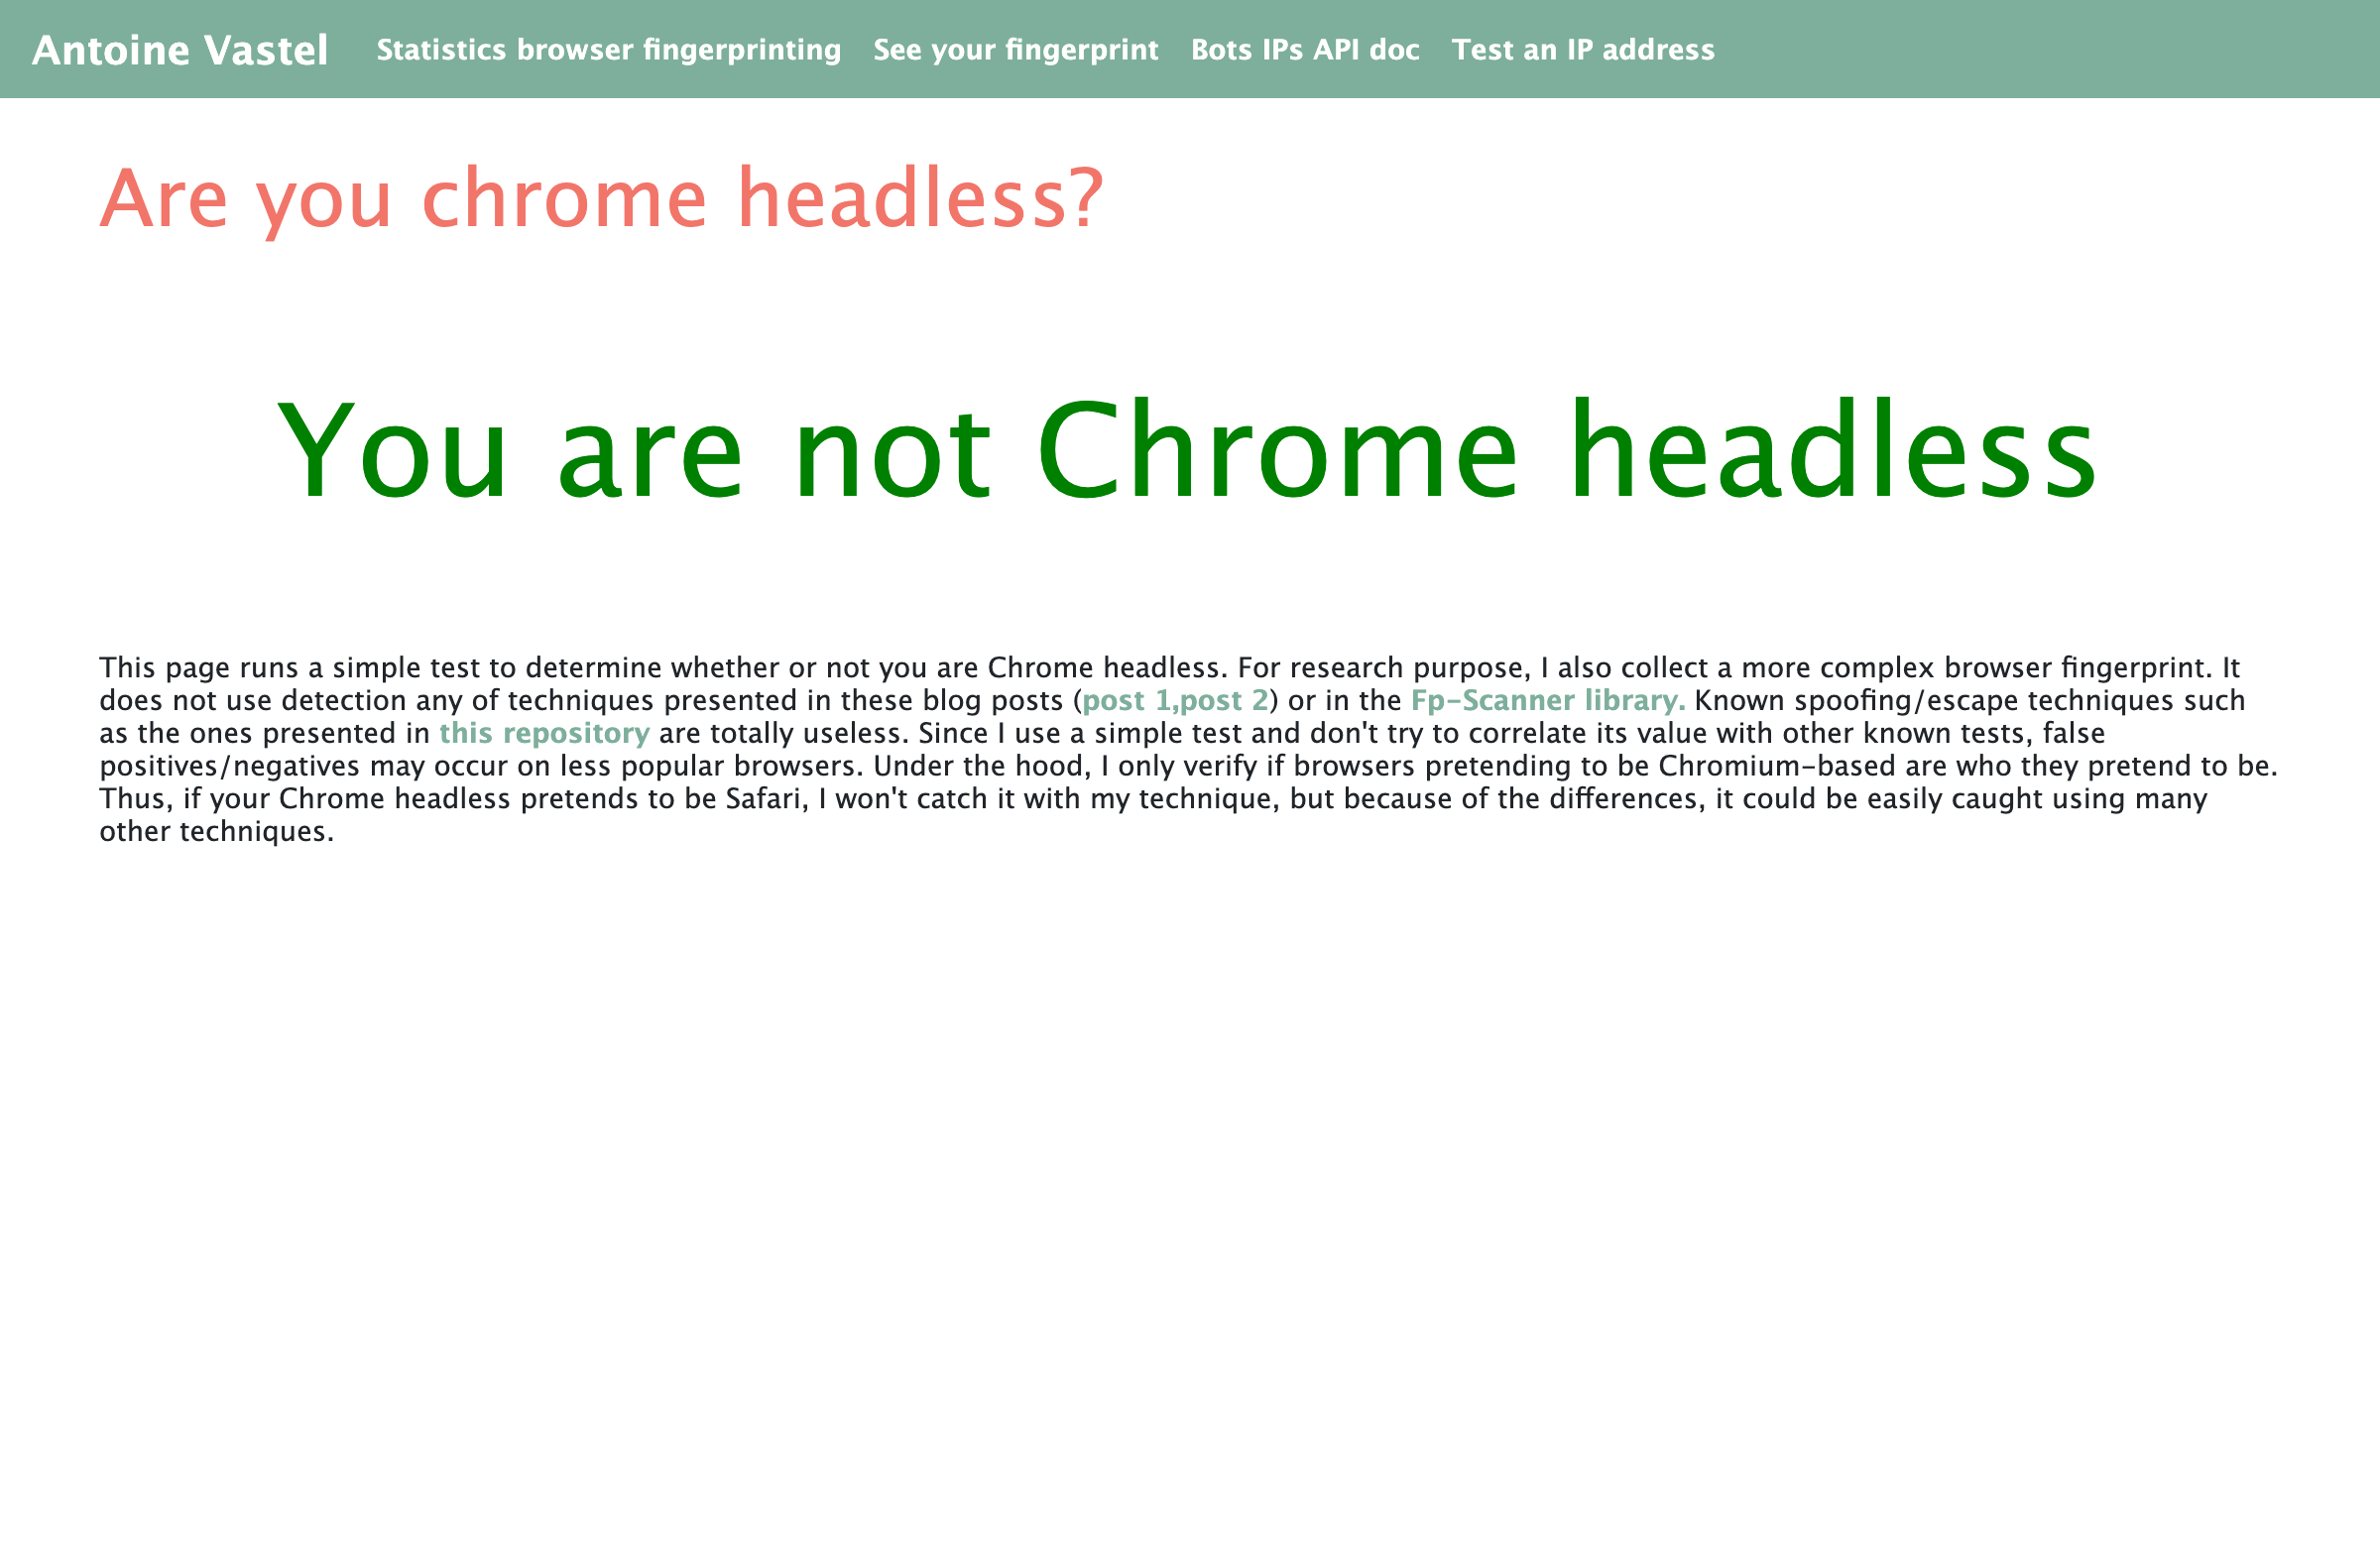 Antoine Vastel Statistics browser fingerprinting See your fingerprint Bots IPs API doc Test an IP address
Are you chrome headless?
You are not Chrome headless
This page runs a simple test to determine whether or not you are Chrome headless. For research purpose, I also collect a more complex browser fingerprint. It
does not use detection any of techniques presented in these blog posts (post 1,post 2) or in the Fp-Scanner library. Known spoofing/escape techniques such
as the ones presented in this repository are totally useless. Since I use a simple test and don't try to correlate its value with other known tests, false
positives/negatives may occur on less popular browsers. Under the hood, I only verify if browsers pretending to be Chromium-based are who they pretend to be.
Thus, if your Chrome headless pretends to be Safari, I won't catch it with my technique, but because of the differences, it could be easily caught using many
other techniques.